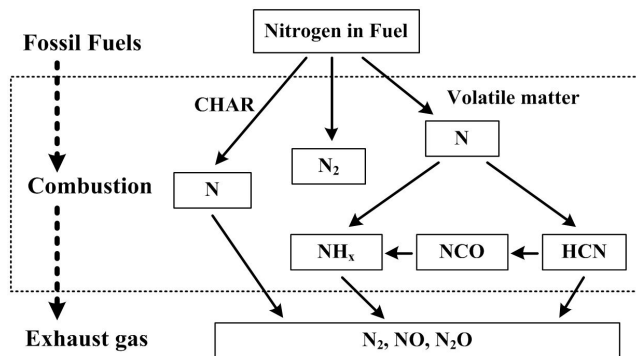 Fossil Fuels
Nitrogen in Fuel
CHAR
Volatile matter
N
N₂
Combustion
N
NHₓ
NCO
HCN
Exhaust gas
N₂, NO, N₂O